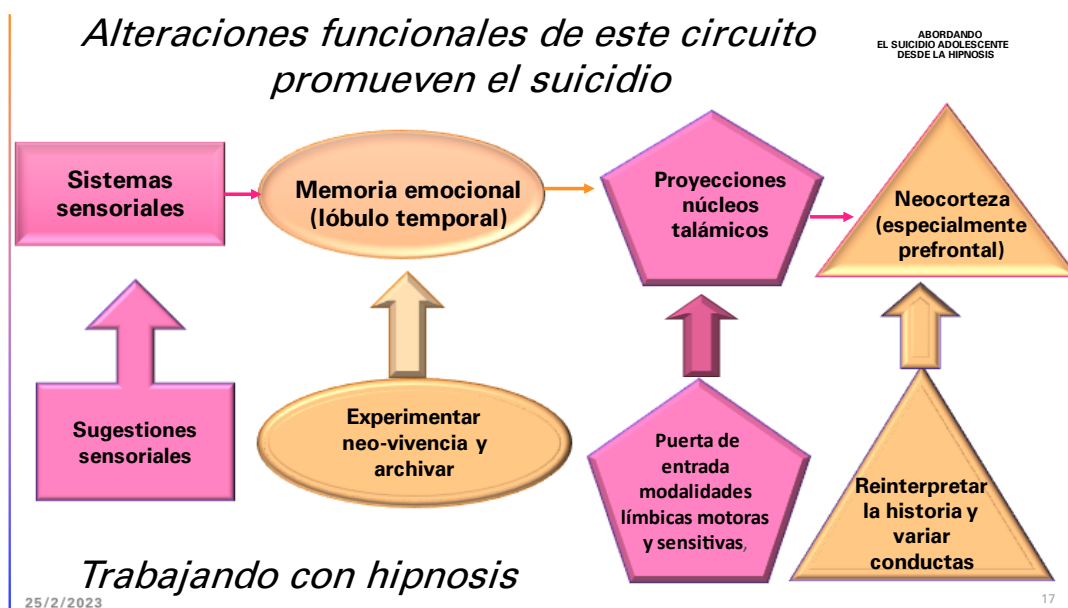 Alteraciones funcionales de este circuito
promueven el suicidio
ABORDANDO
EL SUICIDIO ADOLESCENTE
DESDE LA HIPNOSIS
Sistemas
sensoriales
Memoria emocional
(lóbulo temporal)
Proyecciones
núcleos
talámicos
Neocorteza
(especialmente
prefrontal)
Sugestiones
sensoriales
Experimentar
neo-vivencia y
archivar
Puerta de
entrada
modalidades
límbicas motoras
y sensitivas,
Reinterpretar
la historia y
variar
conductas
Trabajando con hipnosis
25/2/2023
17